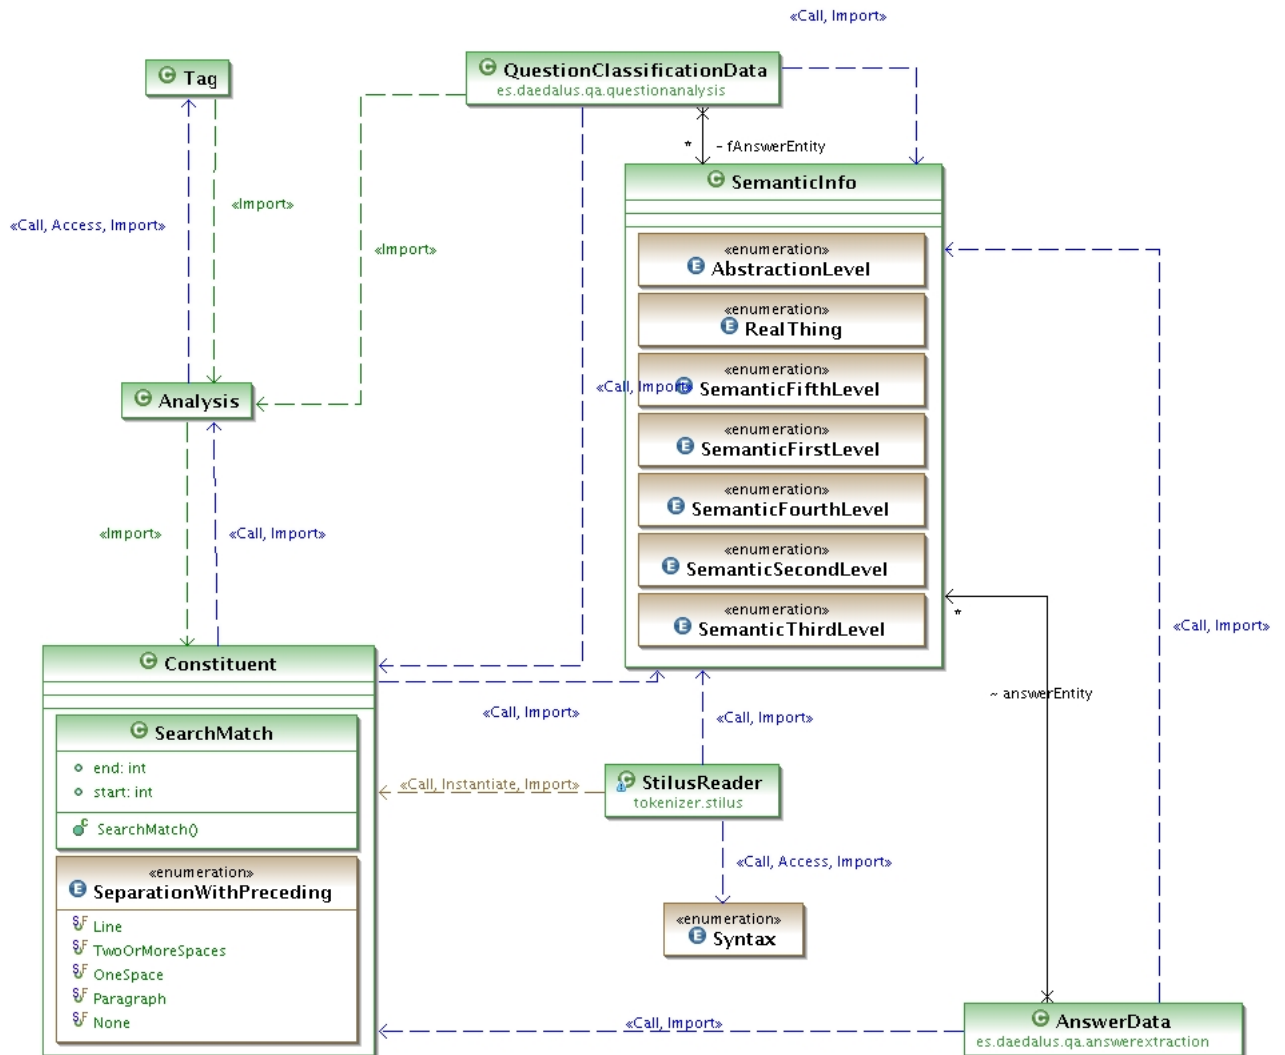 «Call, Import»
Tag
QuestionClassificationData
es.daedalus.qa.questionanalysis
* ~ fAnswerEntity
SemanticInfo
«Import»
«Call, Access, Import»
«Import»
«enumeration»
AbstractionLevel
«enumeration»
RealThing
«enumeration»
SemanticFifthLevel
«Call, Import»
Analysis
«enumeration»
SemanticFirstLevel
«enumeration»
SemanticFourthLevel
«Import»
«Call, Import»
«enumeration»
SemanticSecondLevel
«enumeration»
SemanticThirdLevel
*
«Call, Import»
Constituent
~ answerEntity
«Call, Import»
«Call, Import»
SearchMatch
end: int
start: int
SearchMatch()
«Call, Instantiate, Import»
StilusReader
tokenizer.stilus
«Call, Access, Import»
«enumeration»
SeparationWithPreceding
Line
TwoOrMoreSpaces
OneSpace
Paragraph
None
«enumeration»
Syntax
«Call, Import»
AnswerData
es.daedalus.qa.answerextraction